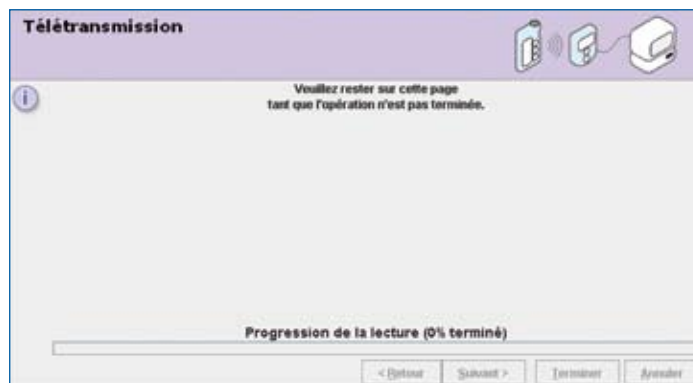 Télétransmission
i
Veuillez rester sur cette page
tant que l'opération n'est pas terminée.
Progression de la lecture (0% terminé)
< Retour
Suivant >
Terminer
Annuler